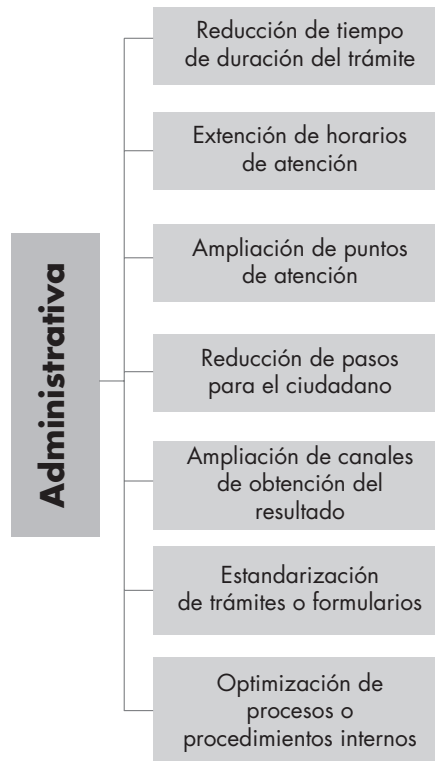 Administrativa
Reducción de tiempo
de duración del trámite
Extención de horarios
de atención
Ampliación de puntos
de atención
Reducción de pasos
para el ciudadano
Ampliación de canales
de obtención del
resultado
Estandarización
de trámites o formularios
Optimización de
procesos o
procedimientos internos